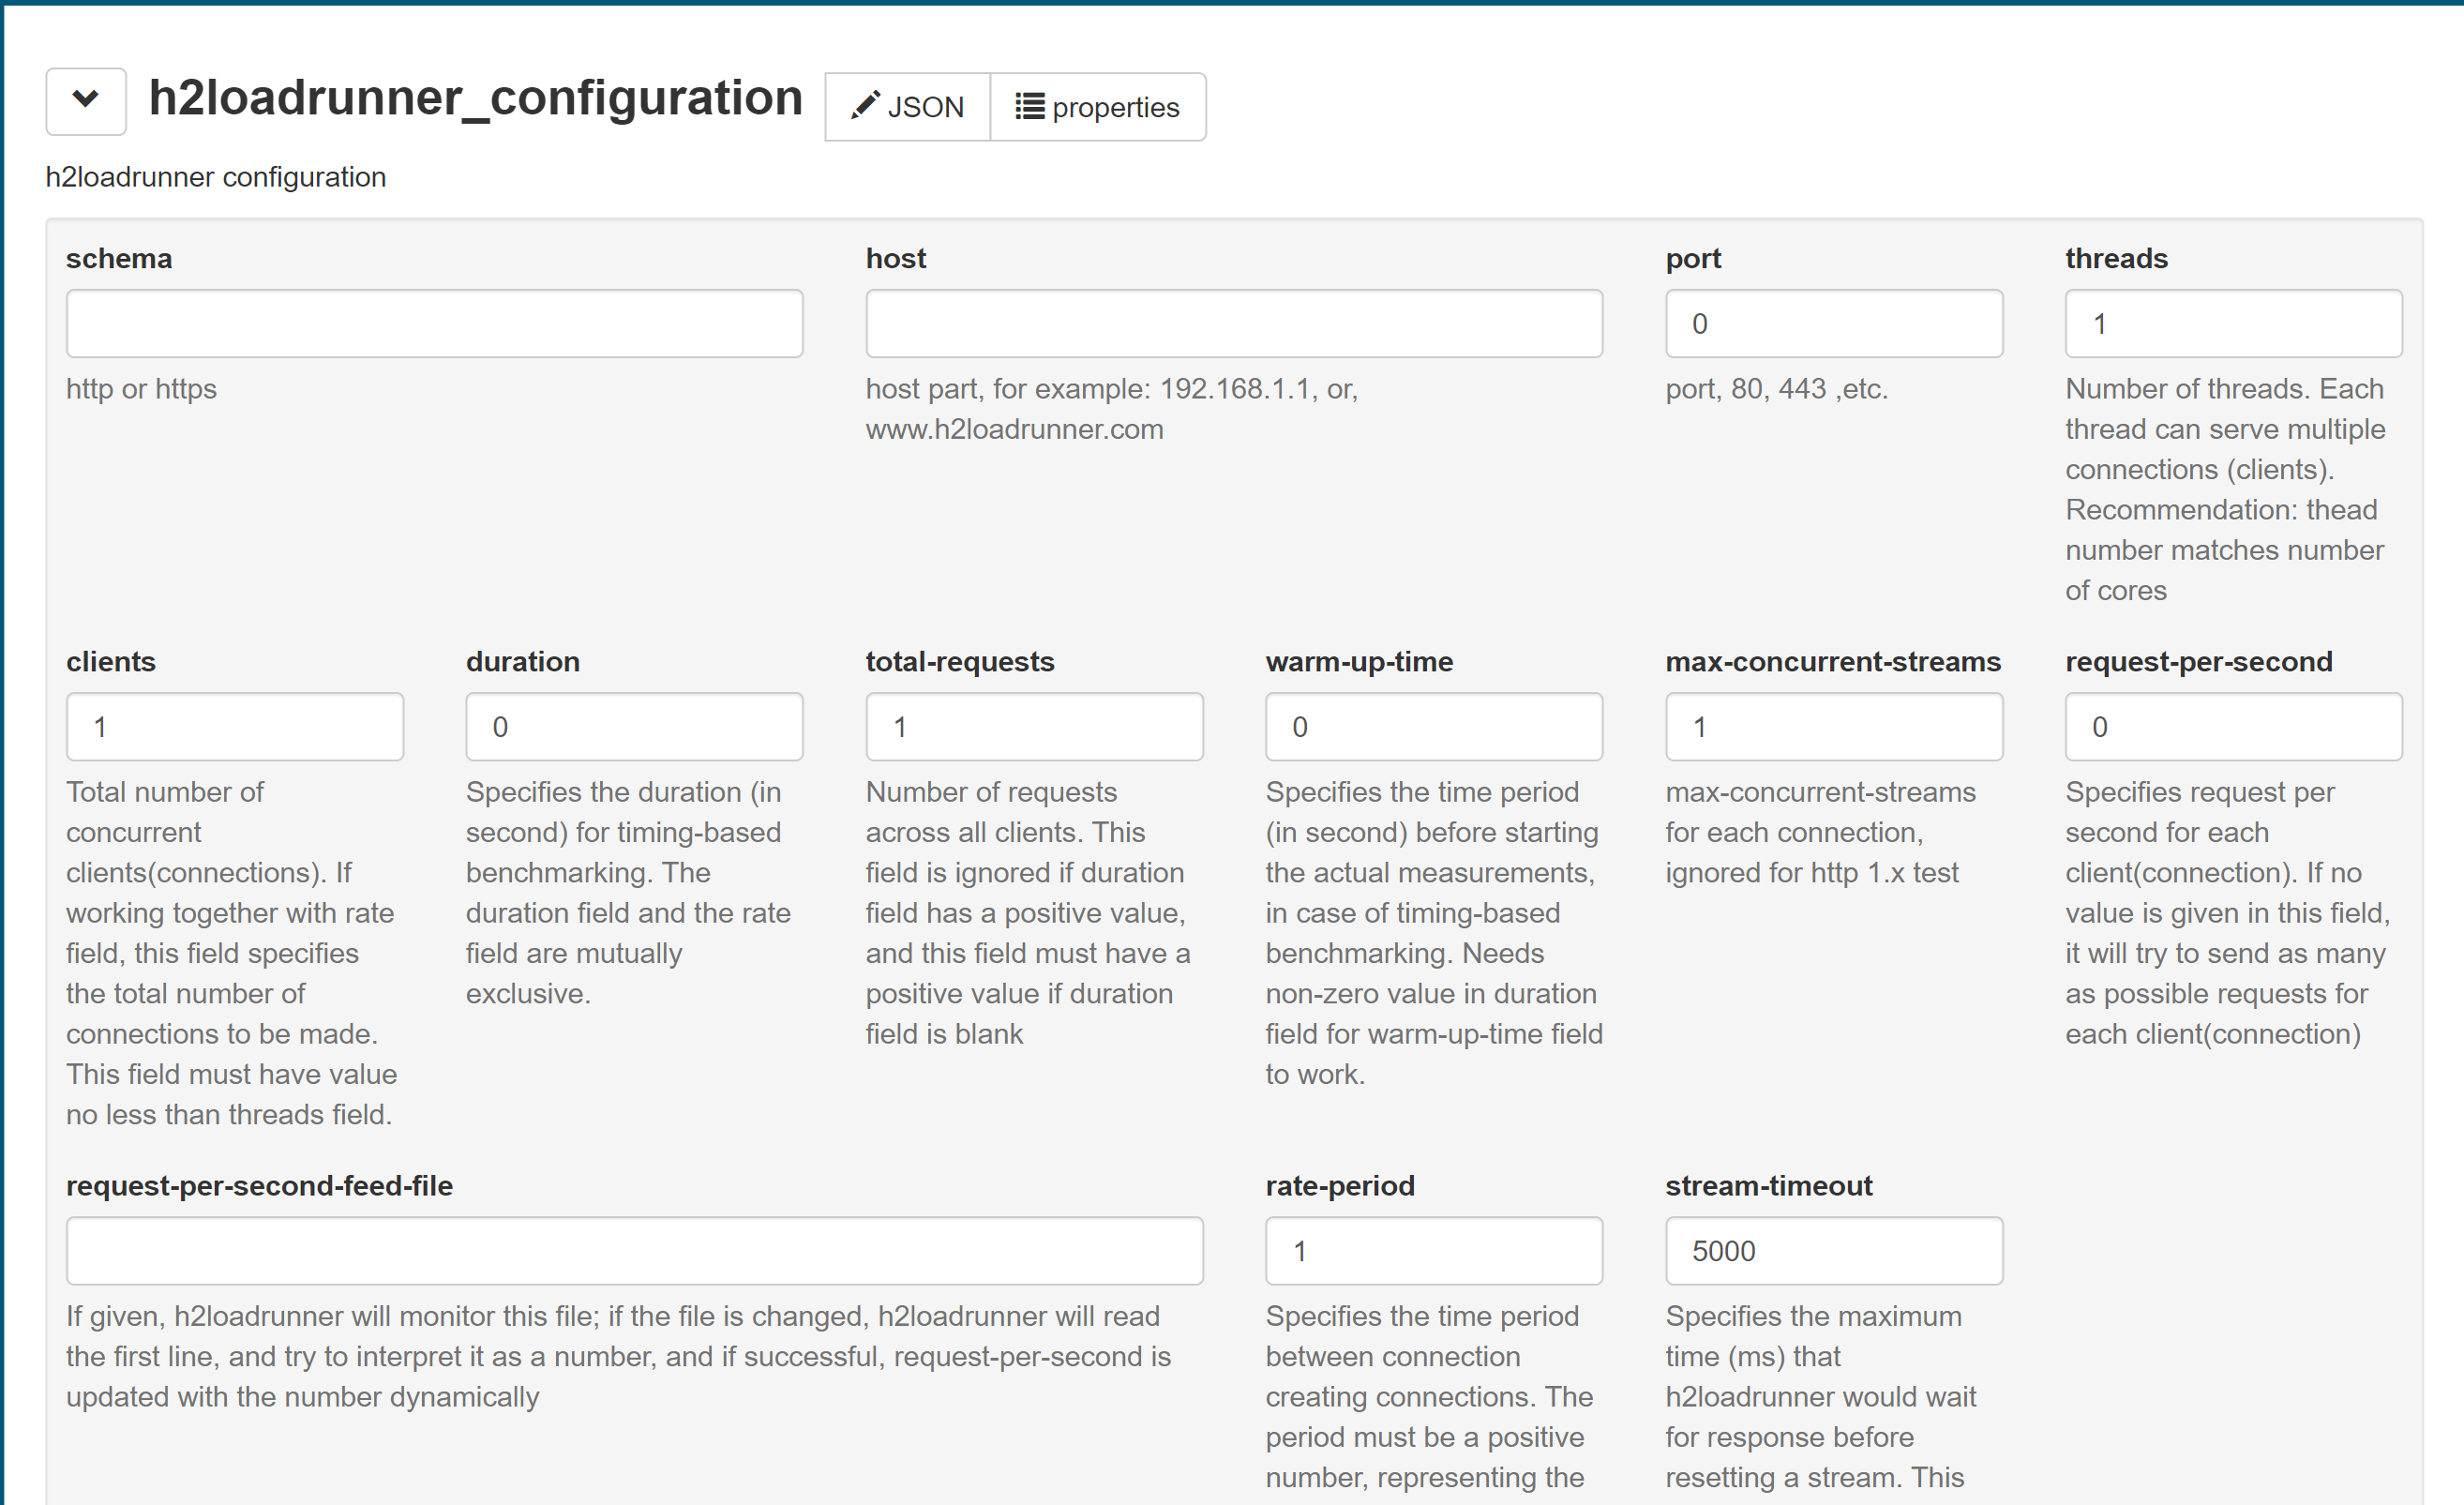 h2loadrunner_configuration
JSON
properties
h2loadrunner configuration
schema
http or https
host
host part, for example: 192.168.1.1, or,
www.h2loadrunner.com
port
0
port, 80, 443 ,etc.
threads
1
Number of threads. Each
thread can serve multiple
connections (clients).
Recommendation: thead
number matches number
of cores
clients
1
Total number of
concurrent
clients(connections). If
working together with rate
field, this field specifies
the total number of
connections to be made.
This field must have value
no less than threads field.
duration
0
Specifies the duration (in
second) for timing-based
benchmarking. The
duration field and the rate
field are mutually
exclusive.
total-requests
1
Number of requests
across all clients. This
field is ignored if duration
field has a positive value,
and this field must have a
positive value if duration
field is blank
warm-up-time
0
Specifies the time period
(in second) before starting
the actual measurements,
in case of timing-based
benchmarking. Needs
non-zero value in duration
field for warm-up-time field
to work.
max-concurrent-streams
1
max-concurrent-streams
for each connection,
ignored for http 1.x test
request-per-second
0
Specifies request per
second for each
client(connection). If no
value is given in this field,
it will try to send as many
as possible requests for
each client(connection)
request-per-second-feed-file
If given, h2loadrunner will monitor this file; if the file is changed, h2loadrunner will read
the first line, and try to interpret it as a number, and if successful, request-per-second is
updated with the number dynamically
rate-period
1
Specifies the time period
between connection
creating connections. The
period must be a positive
number, representing the
stream-timeout
5000
Specifies the maximum
time (ms) that
h2loadrunner would wait
for response before
resetting a stream. This